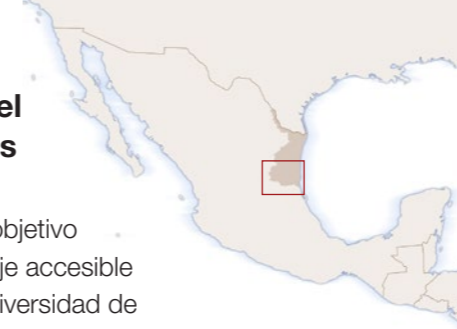 el
s
objetivo
je accesible
iversidad de